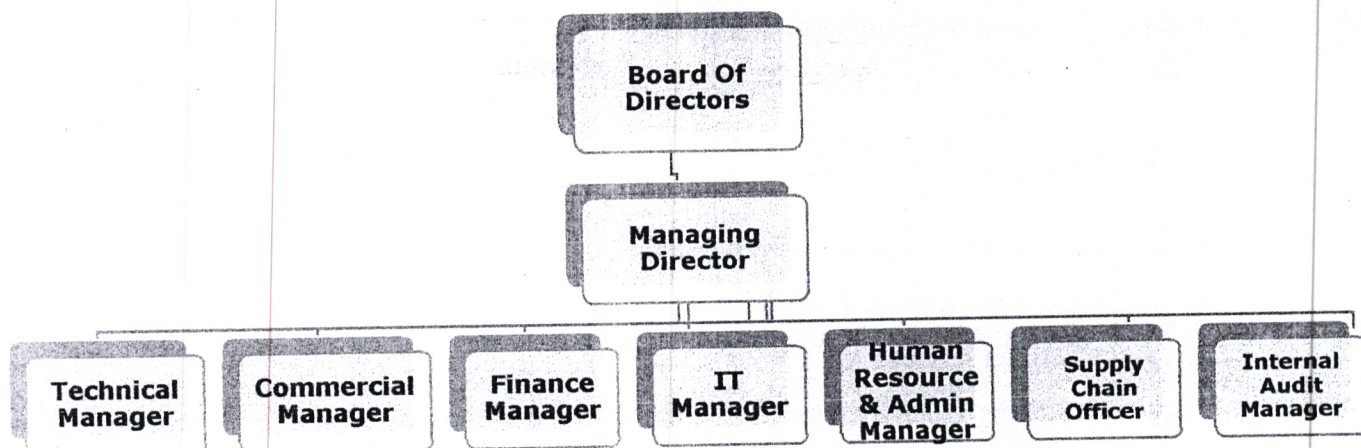 Board Of
Directors
Managing
Director
Technical
Manager
Commercial
Manager
Finance
Manager
IT
Manager
Human
Resource
& Admin
Manager
Supply
Chain
Officer
Internal
Audit
Manager